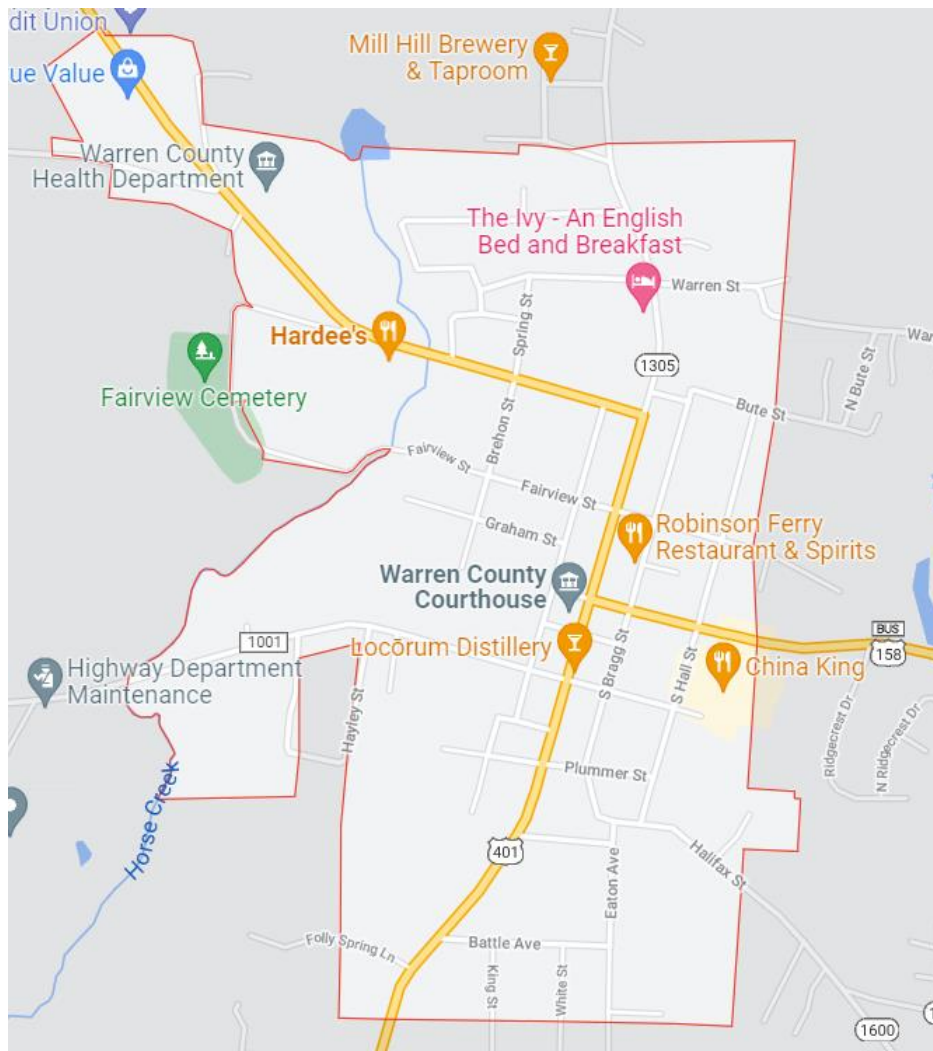 dit Union
ue Value
Mill Hill Brewery
& Taproom
Warren County
Health Department
The Ivy - An English
Bed and Breakfast
Warren St
War
Spring St
Hardee's
1305
N Bute St
Fairview Cemetery
Bute St
Brehon St
Fairview St
Fairview St
Graham St
Robinson Ferry
Restaurant & Spirits
Warren County
Courthouse
BUS
158
1001
Locōrum Distillery
S Bragg St
S Hall St
China King
Highway Department
Maintenance
Hayley St
Ridgecrest Dr
N Ridgecrest Dr
Plummer St
Horse Creek
401
Halifax St
Eaton Ave
Folly Spring Ln
Battle Ave
King St
White St
1600
1